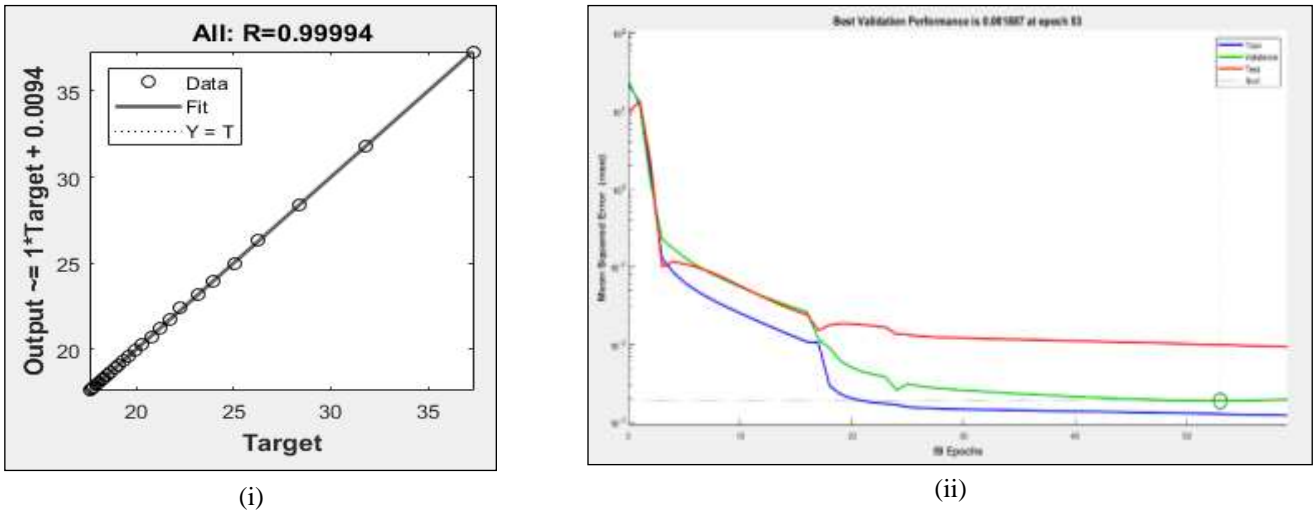 All: R=0.99994
Output ~= 1*Target + 0.0094
35
30
25
20
Data
Fit
Y = T
20 25 30 35
Target
(i)
Best Validation Performance is at epoch 53
Mean Squared Error (mse)
Train
Validation
Test
Best
0 10 20 30 40 50
59 Epochs
(ii)